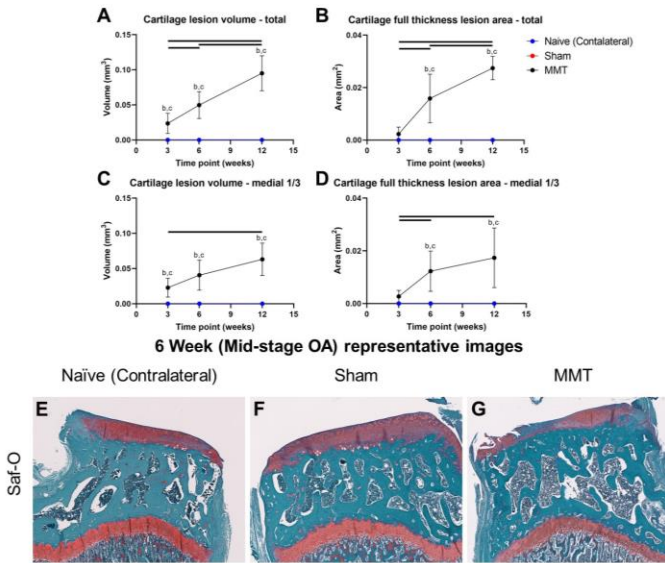 A Cartilage lesion volume - total
B Cartilage full thickness lesion area - total
Naive (Contalateral)
Sham
MMT
Volume (mm³)
0.15
0.10
0.05
0.00
b,c
b,c
b,c
0 3 6 9 12 15
Time point (weeks)
Area (mm²)
0.04
0.02
0.00
b,c
b,c
0 3 6 9 12 15
Time point (weeks)
C Cartilage lesion volume - medial 1/3
D Cartilage full thickness lesion area - medial 1/3
Volume (mm³)
0.15
0.10
0.05
0.00
b,c
b,c
b,c
0 3 6 9 12 15
Time point (weeks)
Area (mm²)
0.04
0.02
0.00
b,c
b,c
0 3 6 9 12 15
Time point (weeks)
6 Week (Mid-stage OA) representative images
Naïve (Contralateral)
Sham
MMT
Saf-O
E
F
G